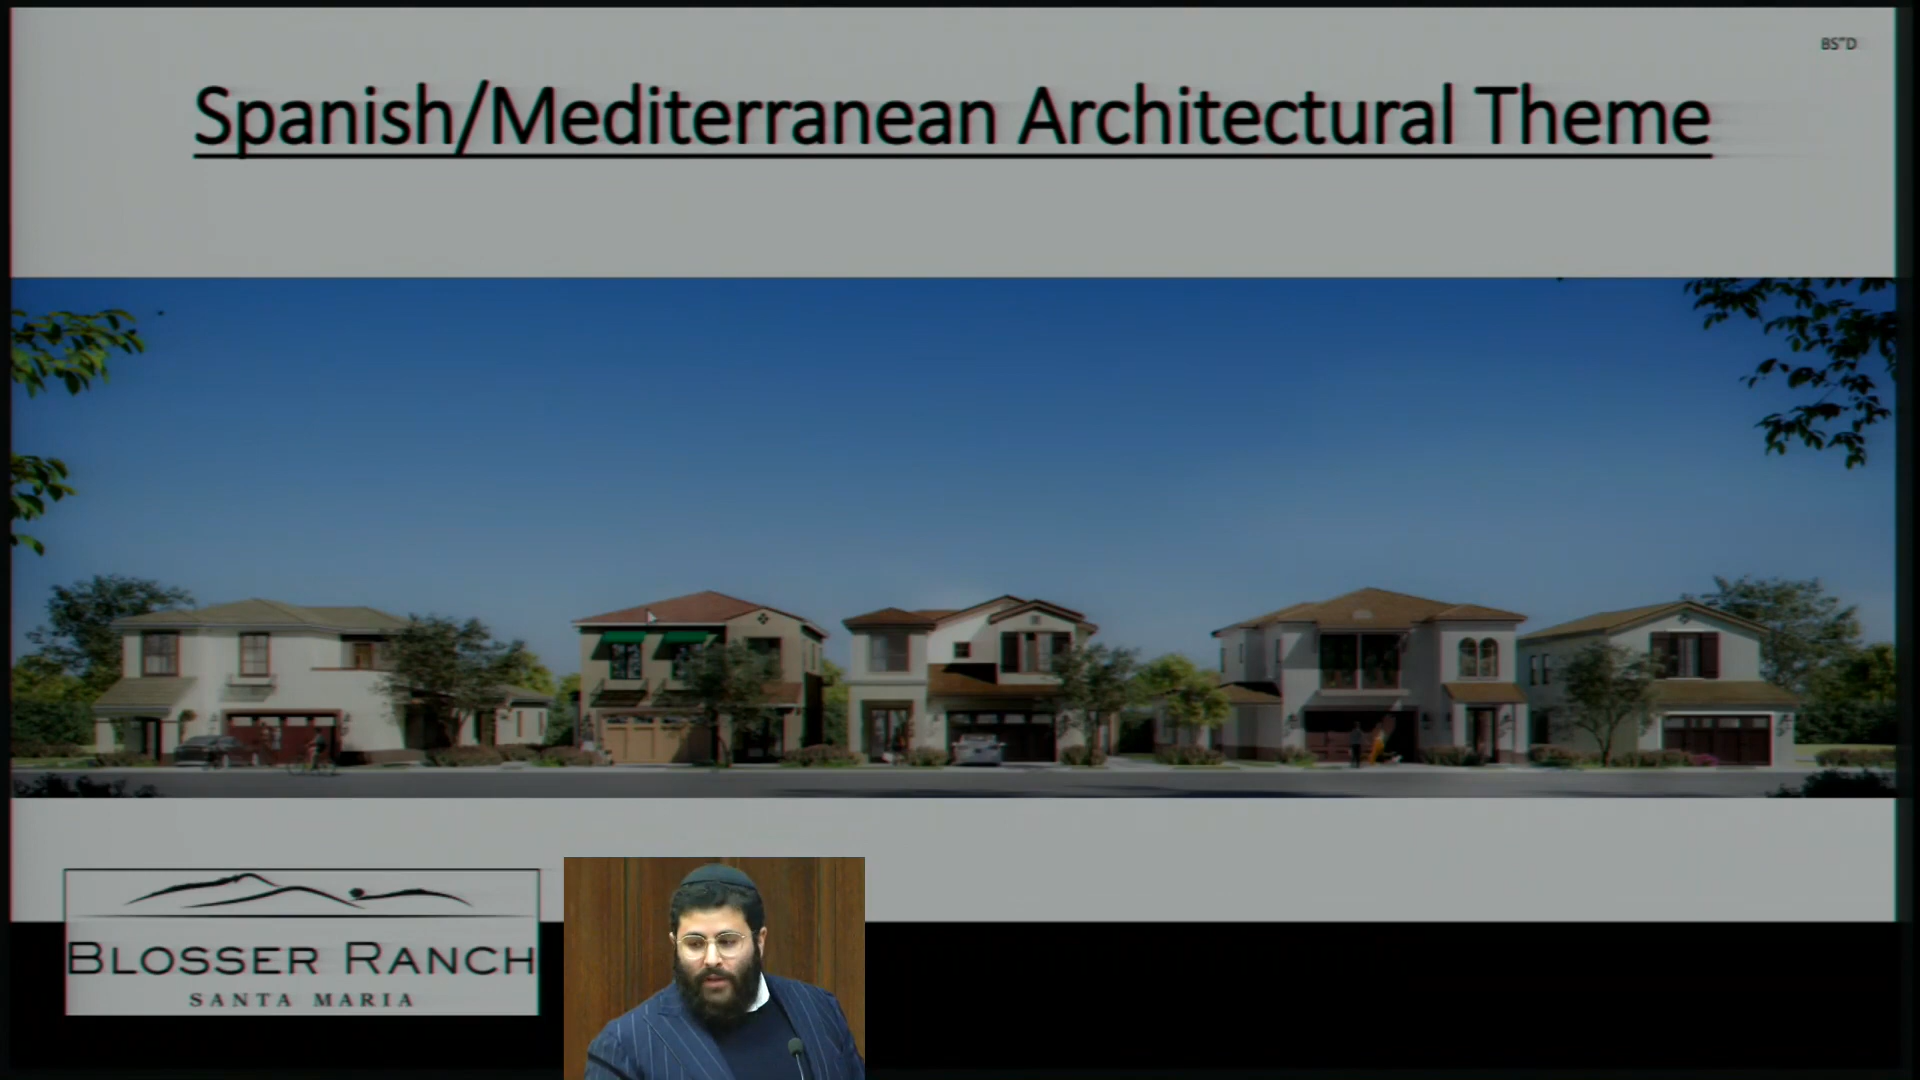 BS"D
Spanish/Mediterranean Architectural Theme
BLOSSER RANCH
SANTA MARIA